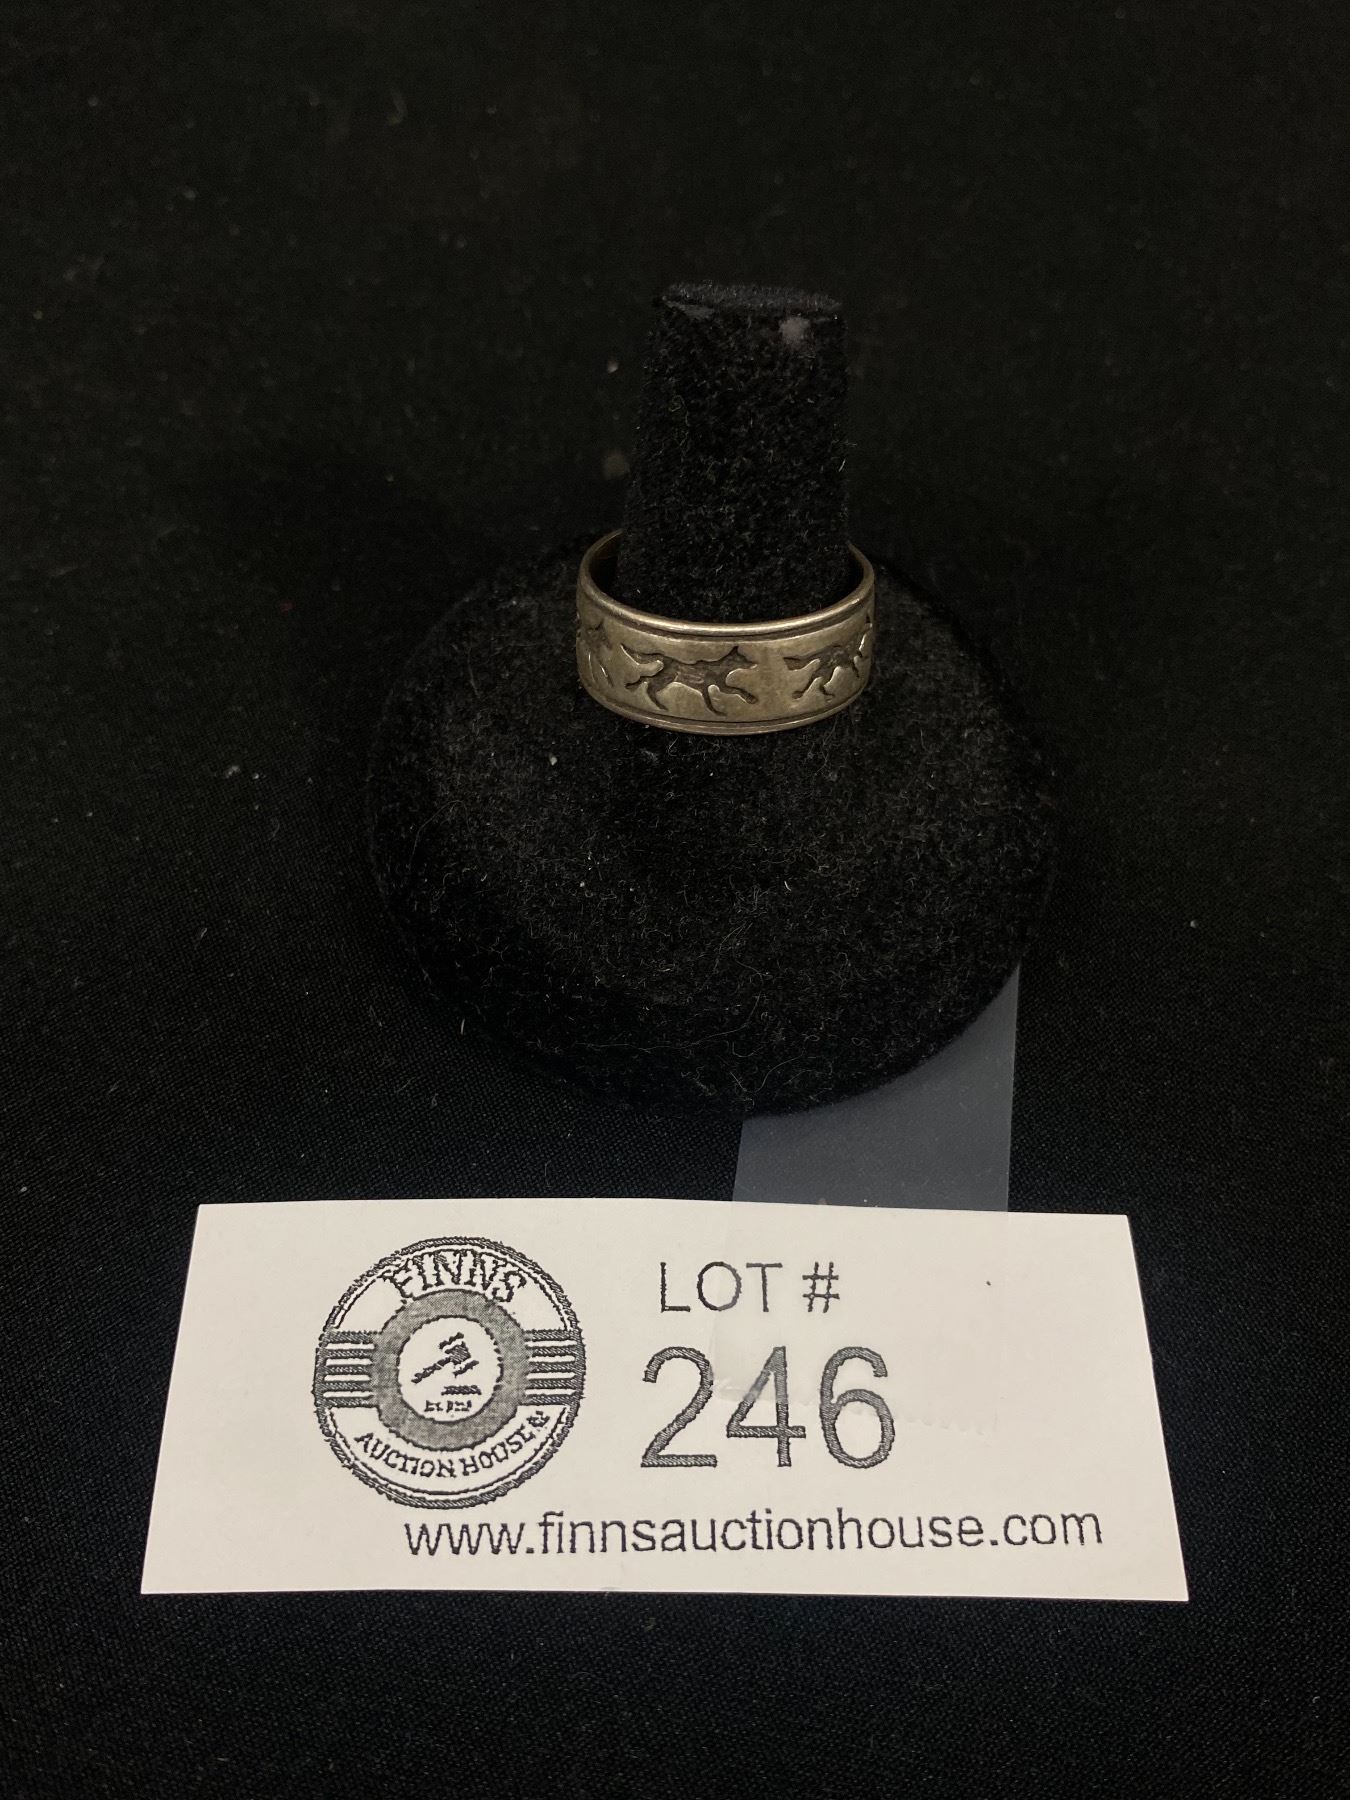 FINNS
AUCTION HOUSE
LOT #
246
www.finnsauctionhouse.com